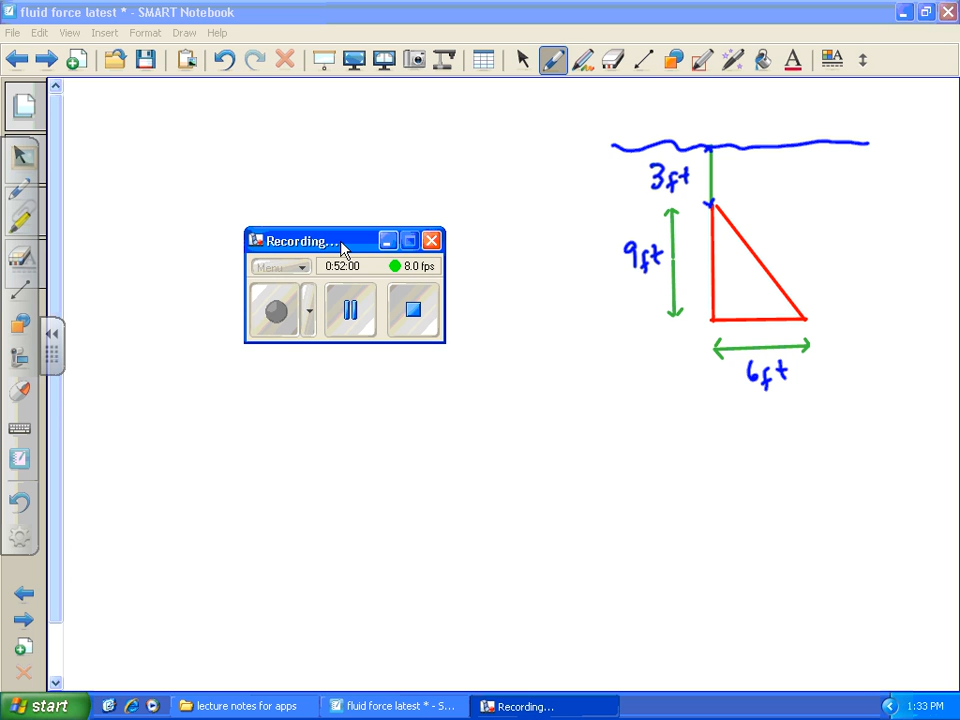 fluid force latest * - SMART Notebook
File Edit View Insert Format Draw Help
A
3ft
9ft
6ft
Recording...
Menu 0:52:00 8.0 fps
start
lecture notes for apps
fluid force latest * - S...
Recording...
1:33 PM